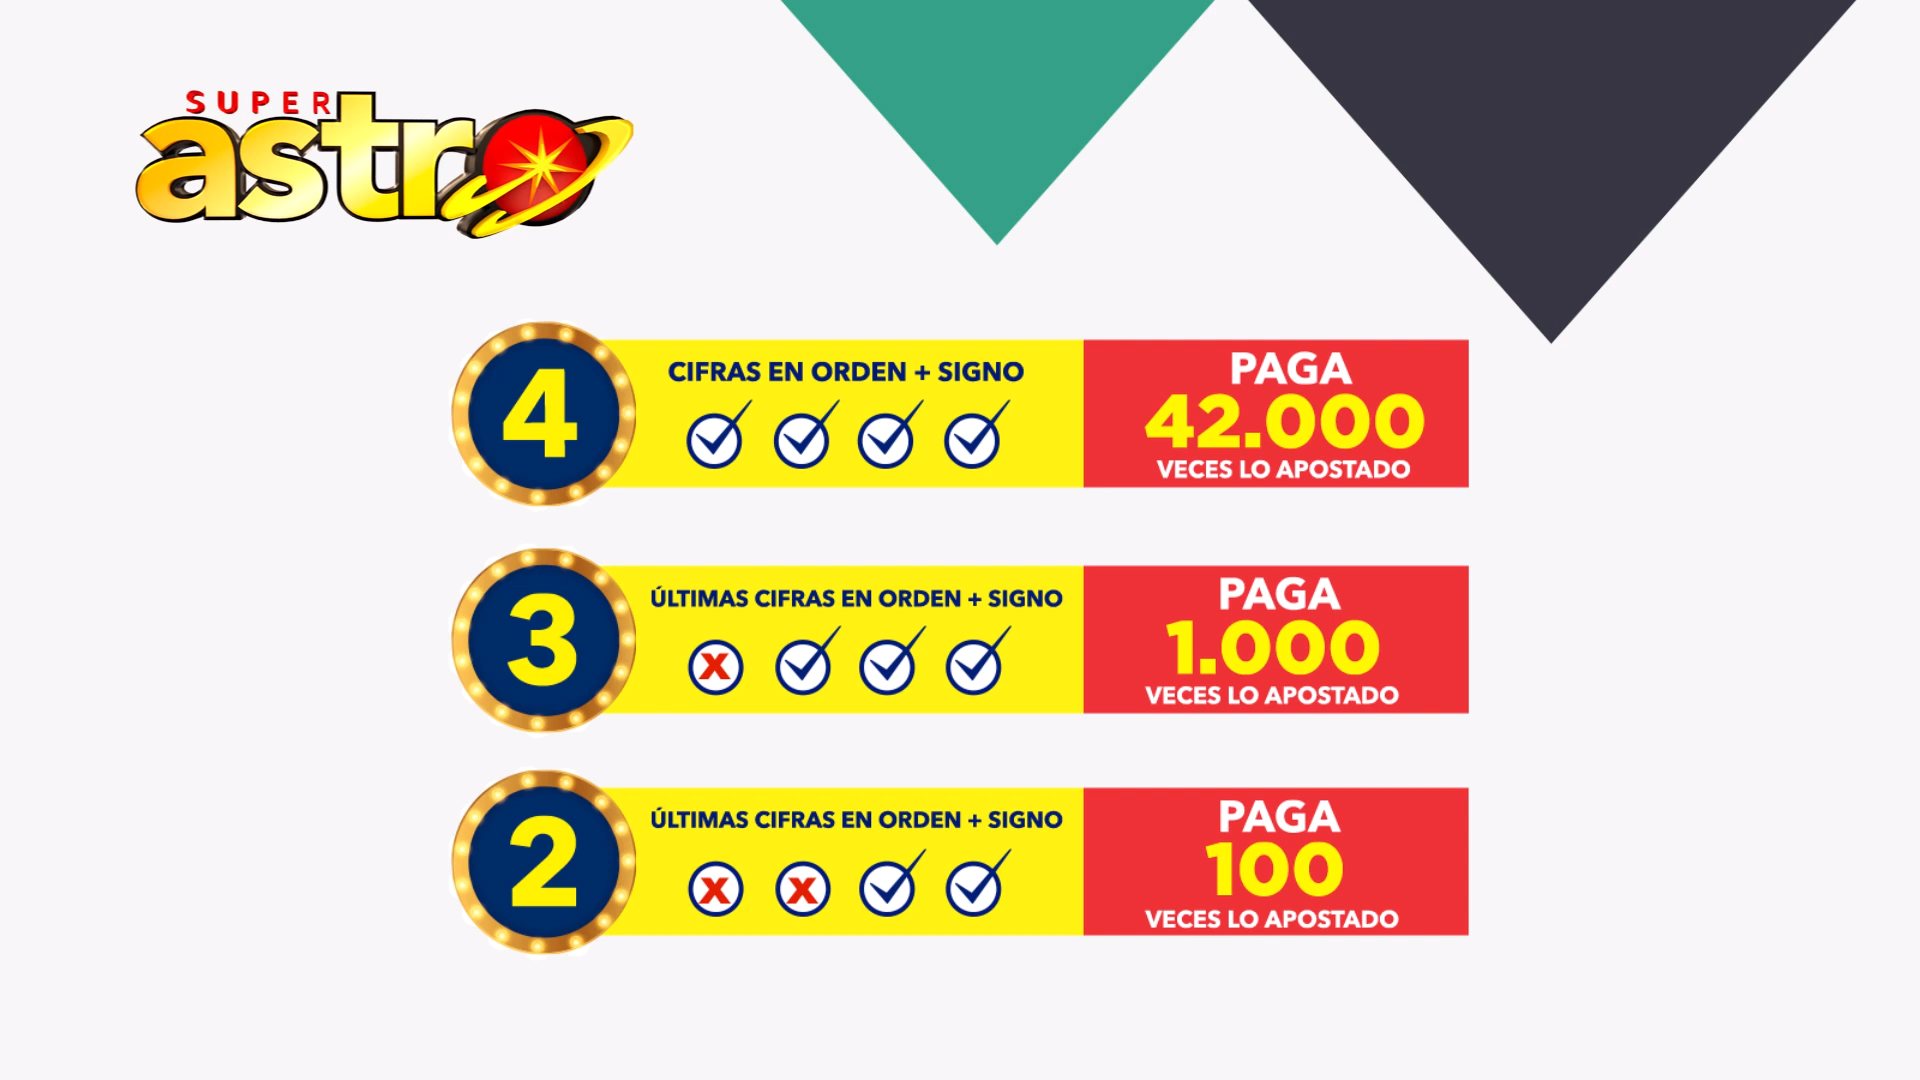 SUPER
astro
4
CIFRAS EN ORDEN + SIGNO
PAGA
42.000
VECES LO APOSTADO
3
ÚLTIMAS CIFRAS EN ORDEN + SIGNO
X
PAGA
1.000
VECES LO APOSTADO
2
ÚLTIMAS CIFRAS EN ORDEN + SIGNO
X X
PAGA
100
VECES LO APOSTADO